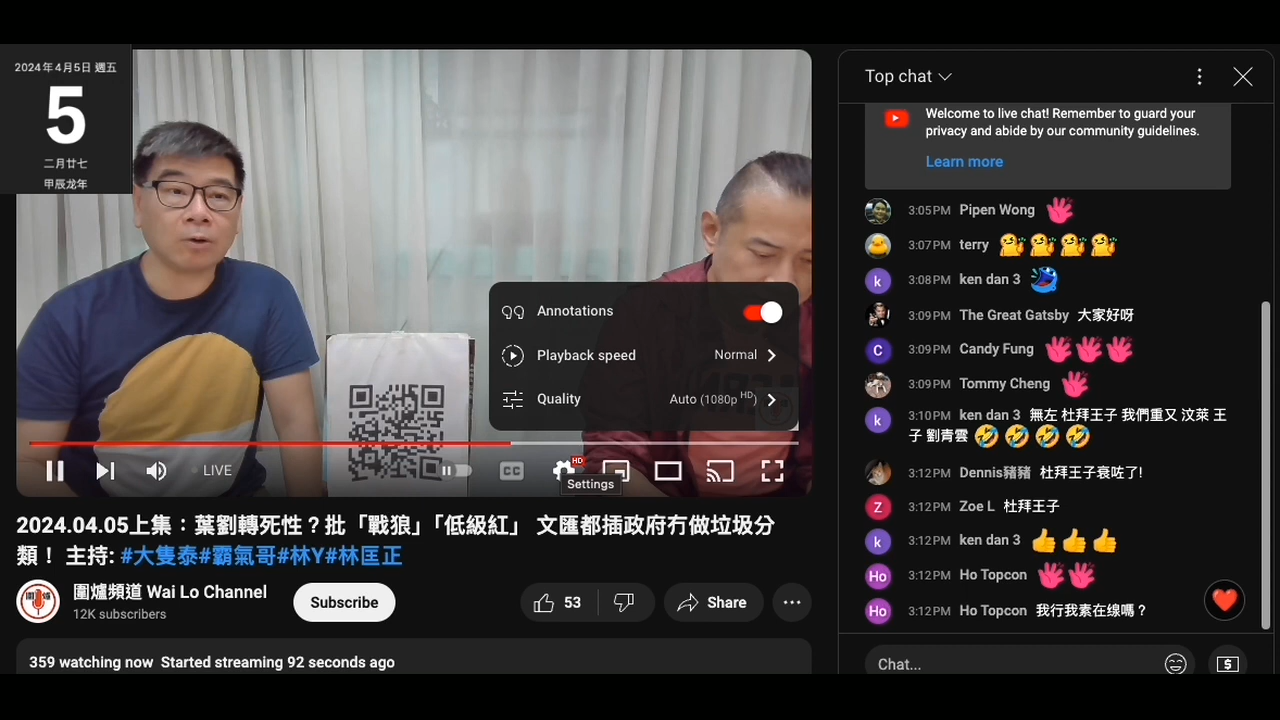 2024年4月5日 週五
5
二月廿七
甲辰龙年
Annotations
Playback speed Normal
Quality Auto (1080p HD)
LIVE
CC
HD
Settings
2024.04.05上集：葉劉轉死性？批「戰狼」「低級紅」 文匯都插政府冇做垃圾分
類！ 主持: #大隻泰#霸氣哥#林Y#林匡正
圍爐頻道 Wai Lo Channel
12K subscribers
Subscribe
53
Share
359 watching now Started streaming 92 seconds ago
Top chat
Welcome to live chat! Remember to guard your
privacy and abide by our community guidelines.
Learn more
3:05PM Pipen Wong
3:07PM terry
k 3:08PM ken dan 3
3:09PM The Great Gatsby 大家好呀
C 3:09PM Candy Fung
3:09PM Tommy Cheng
k 3:10PM ken dan 3 無左 杜拜王子 我們重又 汶萊 王
子 劉青雲
3:12PM Dennis豬豬 杜拜王子衰咗了!
Z 3:12PM Zoe L 杜拜王子
k 3:12PM ken dan 3
Ho 3:12PM Ho Topcon
Ho 3:12PM Ho Topcon 我行我素在缐嗎？
Chat...
$